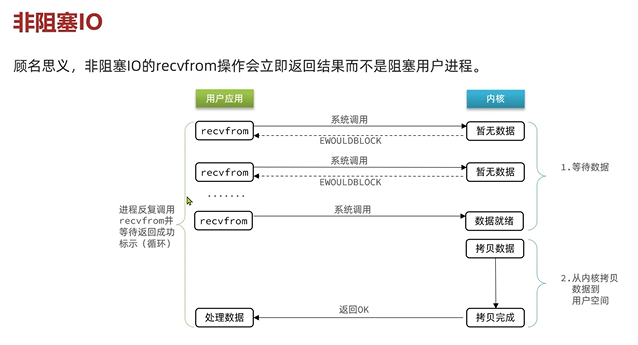 非阻塞IO
顾名思义，非阻塞IO的recvfrom操作会立即返回结果而不是阻塞用户进程。
用户应用
内核
recvfrom
系统调用
EWOULDBLOCK
暂无数据
recvfrom
系统调用
EWOULDBLOCK
暂无数据
.......
recvfrom
系统调用
数据就绪
1.等待数据
进程反复调用
recvfrom并
等待返回成功
标示（循环）
拷贝数据
2.从内核拷贝
数据到
用户空间
处理数据
返回OK
拷贝完成